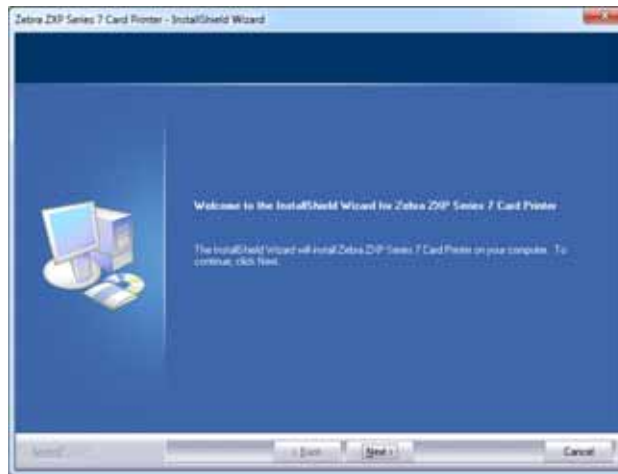 Zebra ZXP Series 7 Card Printer - InstallShield Wizard
Welcome to the InstallShield Wizard for Zebra ZXP Series 7 Card Printer
The InstallShield Wizard will install Zebra ZXP Series 7 Card Printer on your computer. To
continue, click Next.
< Back
Next >
Cancel